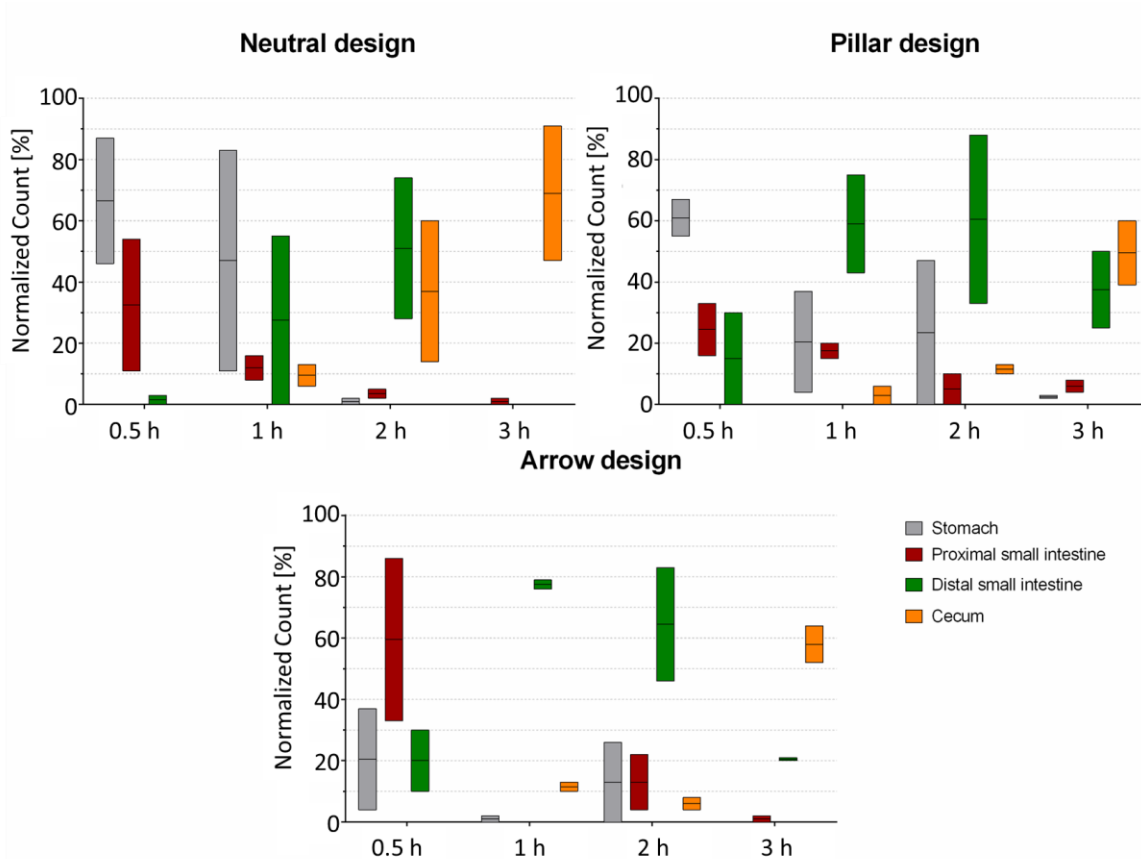 Neutral design
Normalized Count [%]
100
80
60
40
20
0
0.5 h 1 h 2 h 3 h
Pillar design
Normalized Count [%]
100
80
60
40
20
0
0.5 h 1 h 2 h 3 h
Arrow design
Normalized Count [%]
100
80
60
40
20
0
0.5 h 1 h 2 h 3 h
Stomach
Proximal small intestine
Distal small intestine
Cecum